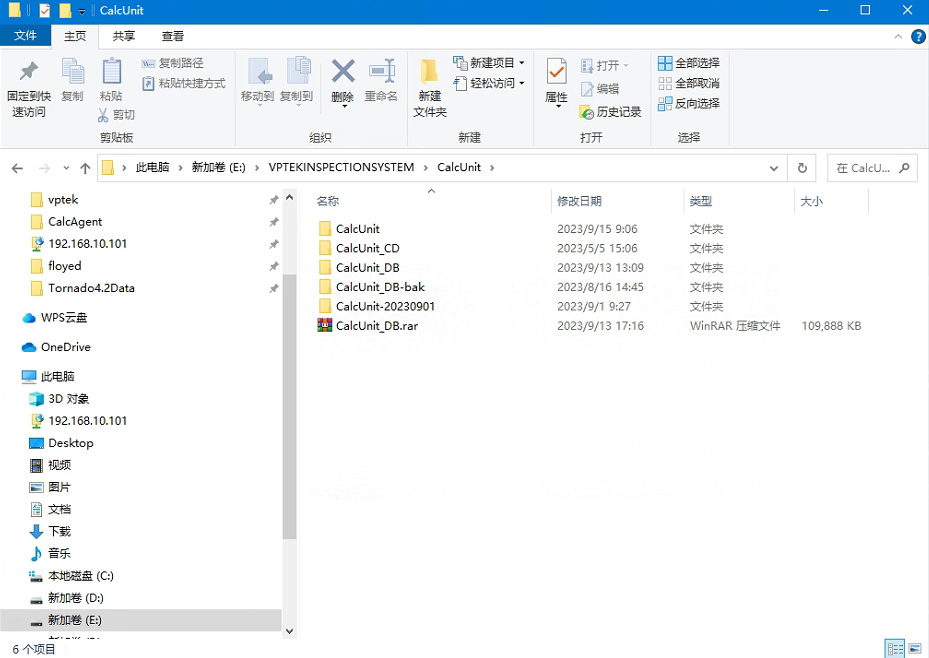 CalcUnit
文件 主页 共享 查看
固定到快速访问
复制
粘贴
复制路径
粘贴快捷方式
剪切
剪贴板
移动到
复制到
删除
重命名
组织
新建
文件夹
新建项目
轻松访问
新建
属性
打开
编辑
历史记录
打开
全部选择
全部取消
反向选择
选择
此电脑 新加卷 (E:) VPTEKINSPECTIONSYSTEM CalcUnit
在 CalcU...
vptek
CalcAgent
192.168.10.101
floyed
Tornado4.2Data
WPS云盘
OneDrive
此电脑
3D 对象
192.168.10.101
Desktop
视频
图片
文档
下载
音乐
本地磁盘 (C:)
新加卷 (D:)
新加卷 (E:)
名称 修改日期 类型 大小
CalcUnit 2023/9/15 9:06 文件夹
CalcUnit_CD 2023/5/5 15:06 文件夹
CalcUnit_DB 2023/9/13 13:09 文件夹
CalcUnit_DB-bak 2023/8/16 14:45 文件夹
CalcUnit-20230901 2023/9/1 9:27 文件夹
CalcUnit_DB.rar 2023/9/13 17:16 WinRAR 压缩文件 109,888 KB
6 个项目